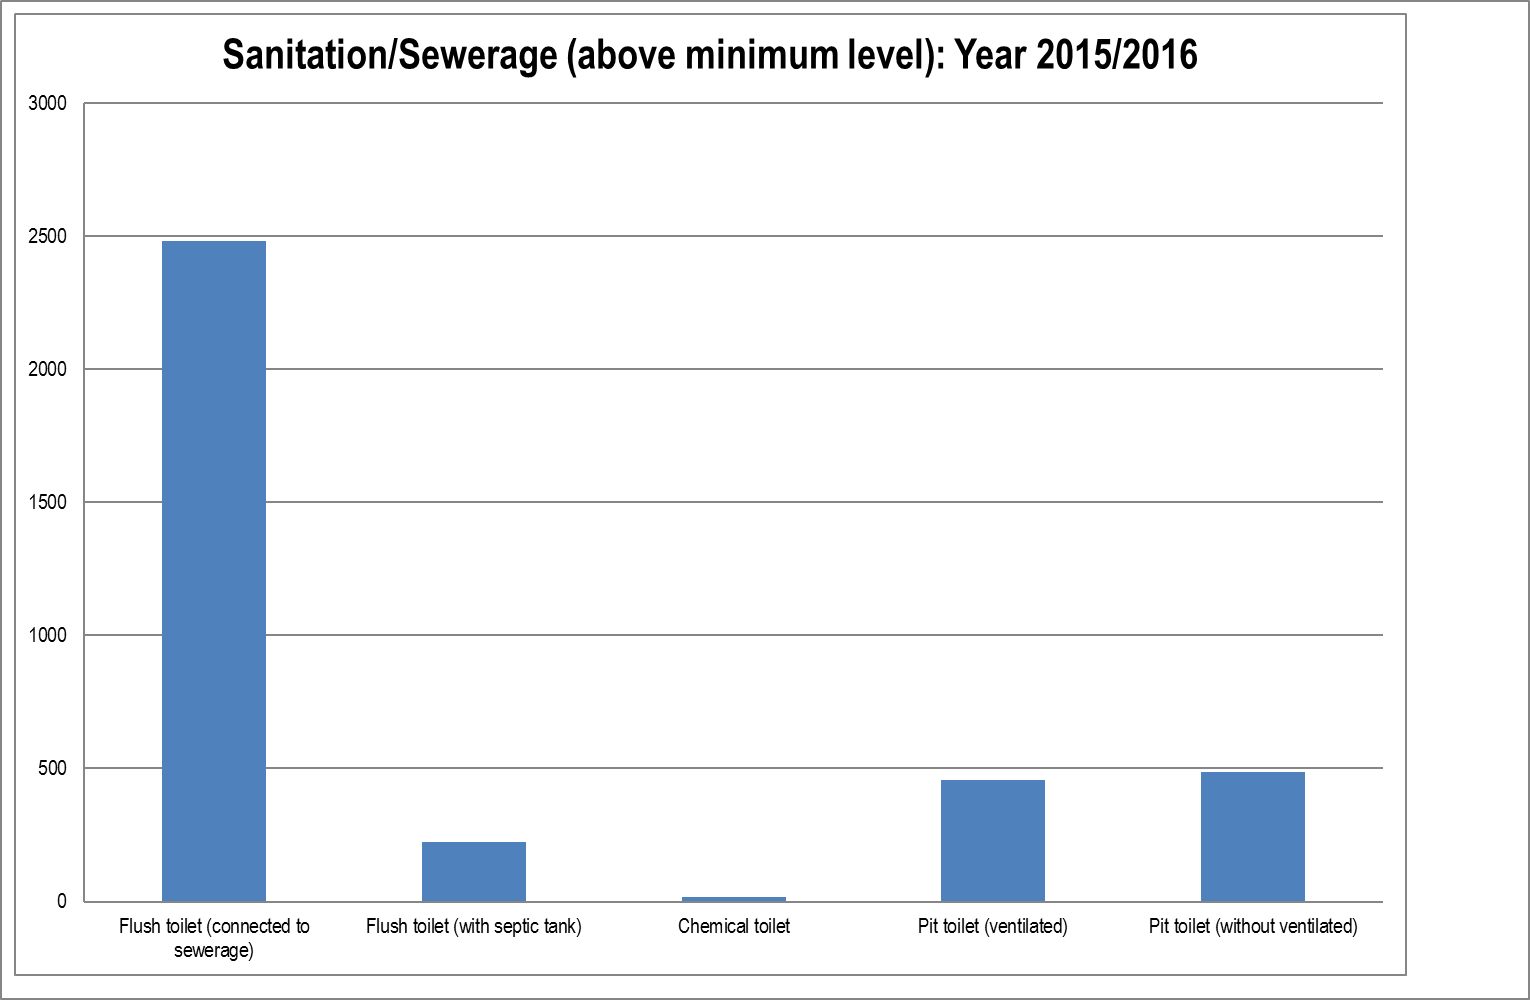 Sanitation/Sewerage (above minimum level): Year 2015/2016
3000
2500
2000
1500
1000
500
0
Flush toilet (connected to
sewerage)
Flush toilet (with septic tank)
Chemical toilet
Pit toilet (ventilated)
Pit toilet (without ventilated)